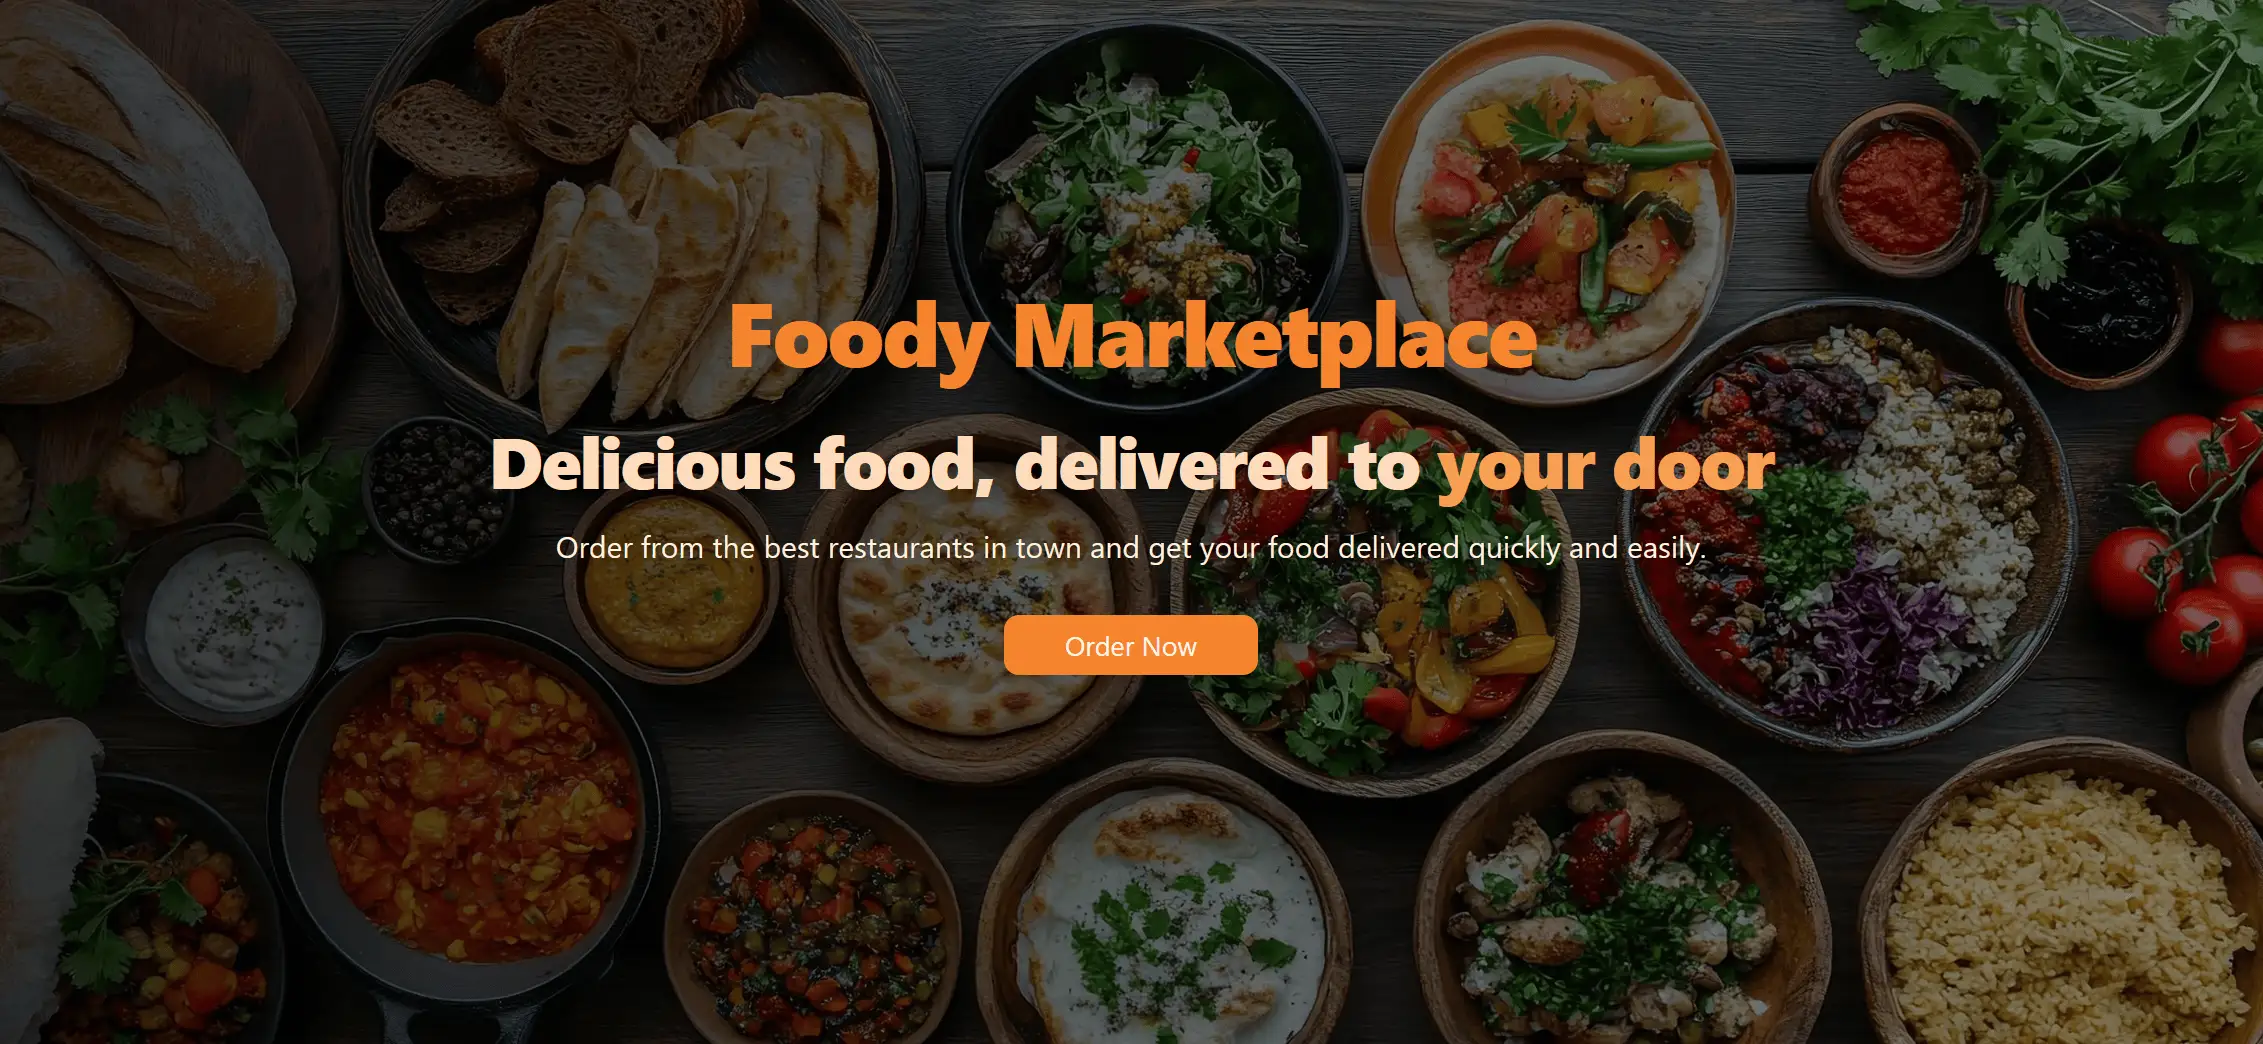 Foody Marketplace
Delicious food, delivered to your door
Order from the best restaurants in town and get your food delivered quickly and easily.
Order Now